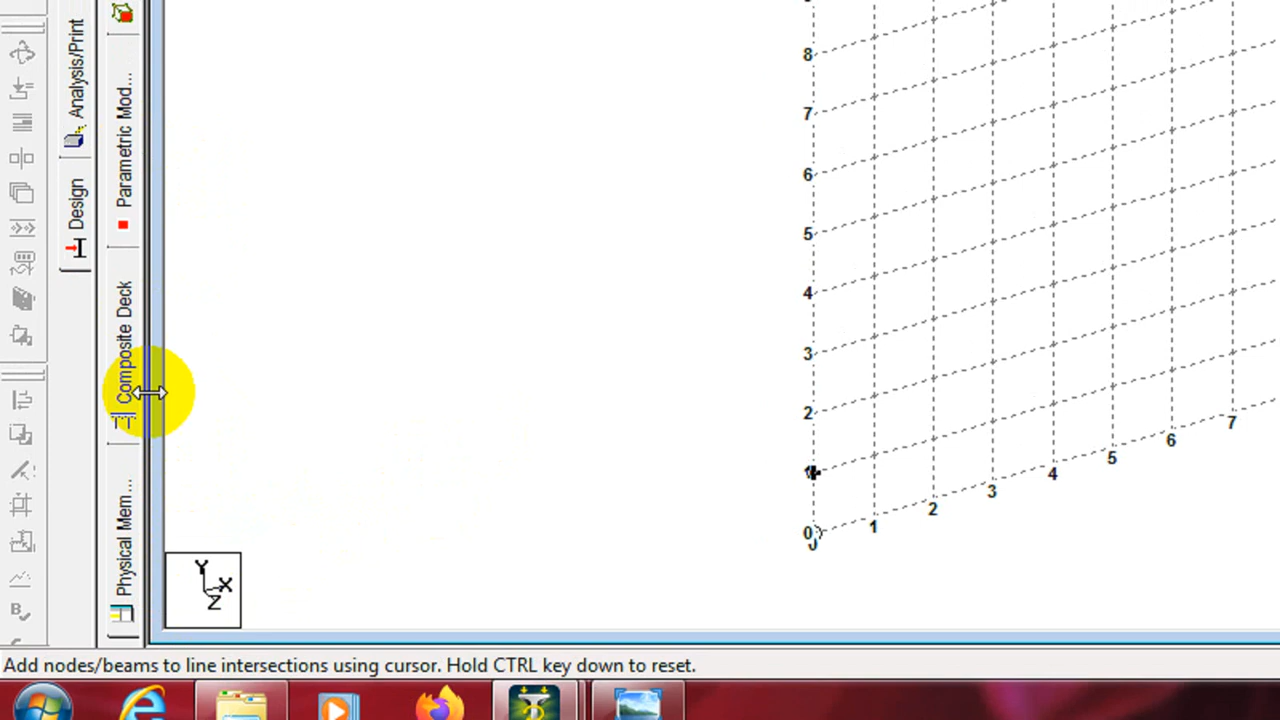 Analysis/Print
Design
Parametric Mod...
Composite Deck
Physical Mem...
8
7
6
5
4
3
2
0
1
2
3
4
5
6
7
Y
X
Z
Add nodes/beams to line intersections using cursor. Hold CTRL key down to reset.